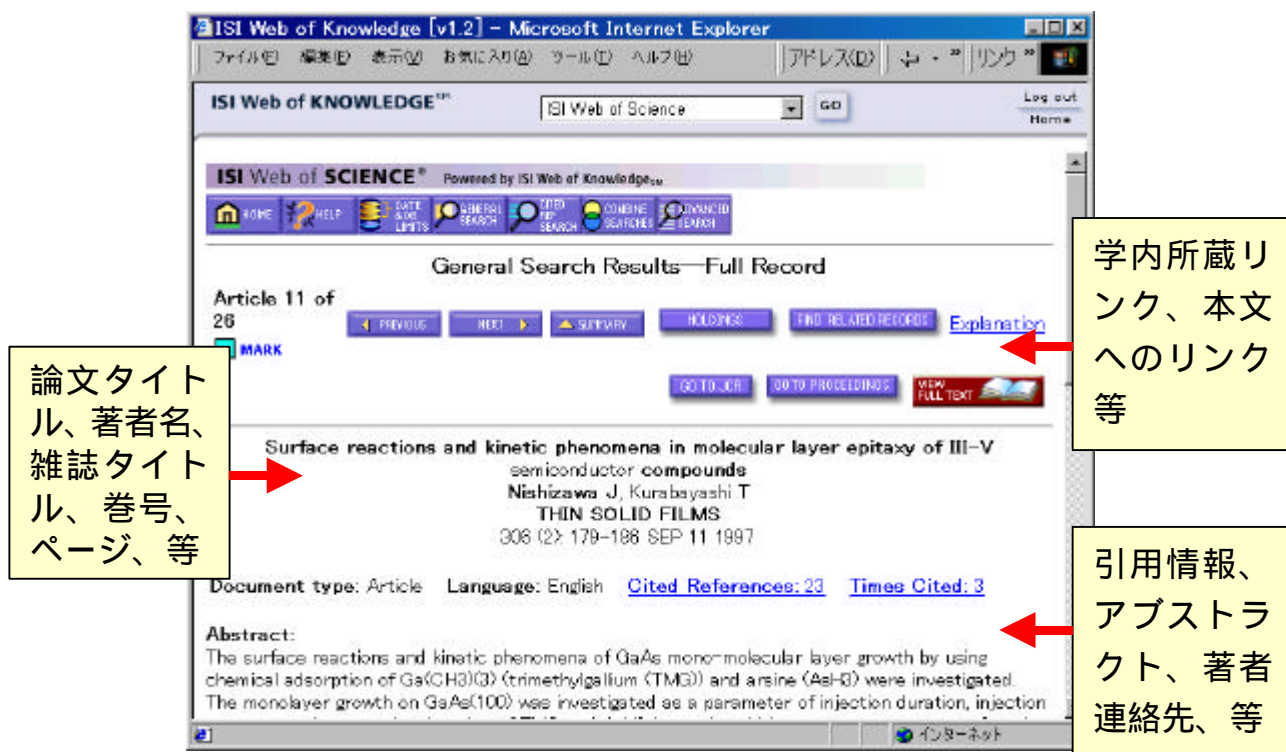 ISI Web of Knowledge [v1.2] - Microsoft Internet Explorer
ファイル(F) 編集(E) 表示(V) お気に入り(A) ツール(T) ヘルプ(H) アドレス(D) » リンク »
ISI Web of KNOWLEDGE℠ ISI Web of Science GO Log out
Home
ISI Web of SCIENCE® Powered by ISI Web of Knowledge℠
HOME HELP DATE & DB LIMITS GENERAL SEARCH CITED REF SEARCH COMBINE SEARCHES ADVANCED SEARCH
General Search Results—Full Record
Article 11 of
26
PREVIOUS NEXT SUMMARY HOLDINGS FIND RELATED RECORDS Explanation
MARK
GO TO JCR GO TO PROCEEDINGS VIEW FULL TEXT
Surface reactions and kinetic phenomena in molecular layer epitaxy of III-V
semiconductor compounds
Nishizawa J, Kurabayashi T
THIN SOLID FILMS
306 (2): 179-186 SEP 11 1997
Document type: Article Language: English Cited References: 23 Times Cited: 3
Abstract:
The surface reactions and kinetic phenomena of GaAs mono-molecular layer growth by using
chemical adsorption of Ga(CH3)(3) (trimethylgallium (TMG)) and arsine (AsH3) were investigated.
The monolayer growth on GaAs(100) was investigated as a parameter of injection duration, injection
インターネット
論文タイト
ル、著者名、
雑誌タイト
ル、巻号、
ページ、等
学内所蔵リ
ンク、本文
へのリンク
等
引用情報、
アブストラ
クト、著者
連絡先、等